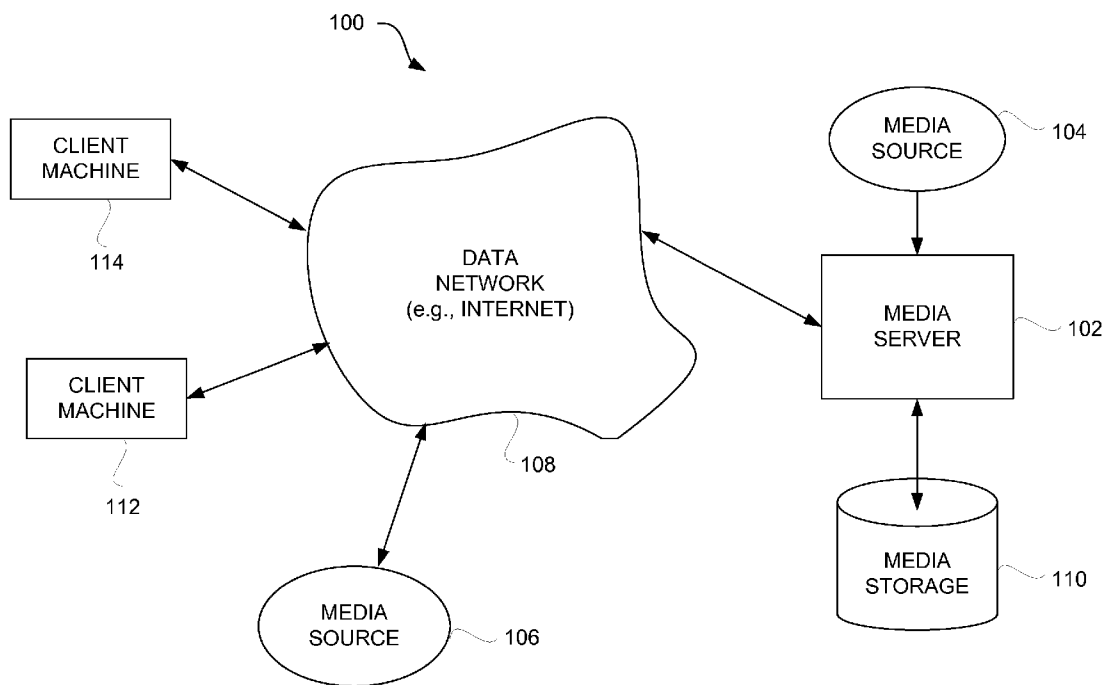 100
CLIENT
MACHINE
114
MEDIA
SOURCE
104
DATA
NETWORK
(e.g., INTERNET)
MEDIA
SERVER
102
CLIENT
MACHINE
112
108
MEDIA
STORAGE
110
MEDIA
SOURCE
106